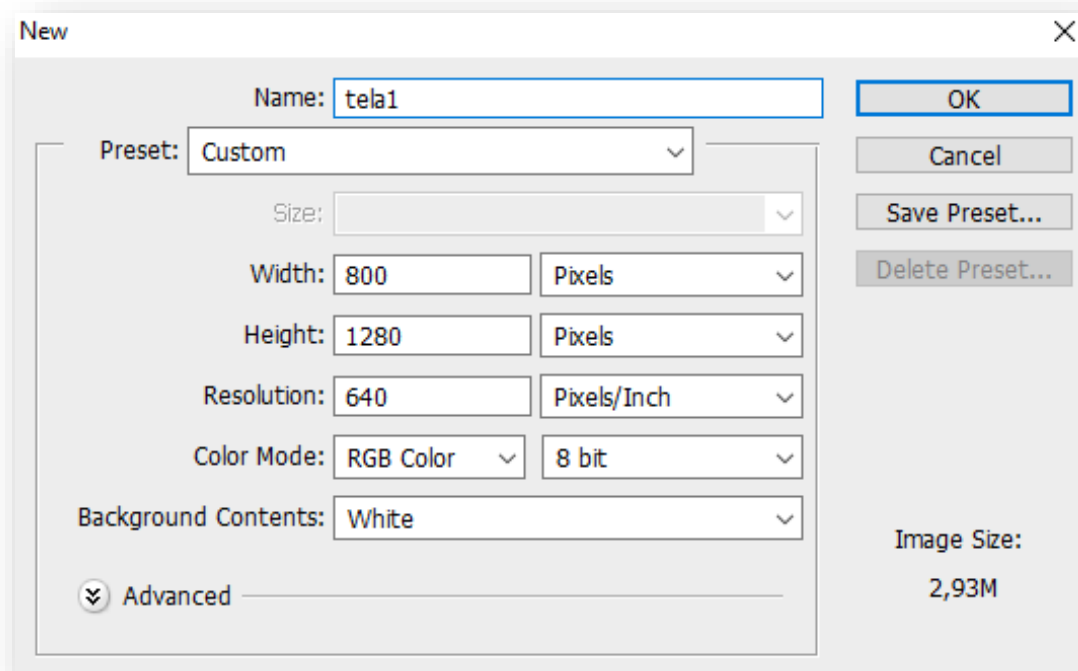 New
Name: tela1
OK
Preset: Custom
Cancel
Size:
Save Preset...
Width: 800 Pixels
Delete Preset...
Height: 1280 Pixels
Resolution: 640 Pixels/Inch
Color Mode: RGB Color 8 bit
Background Contents: White
Image Size:
2,93M
Advanced